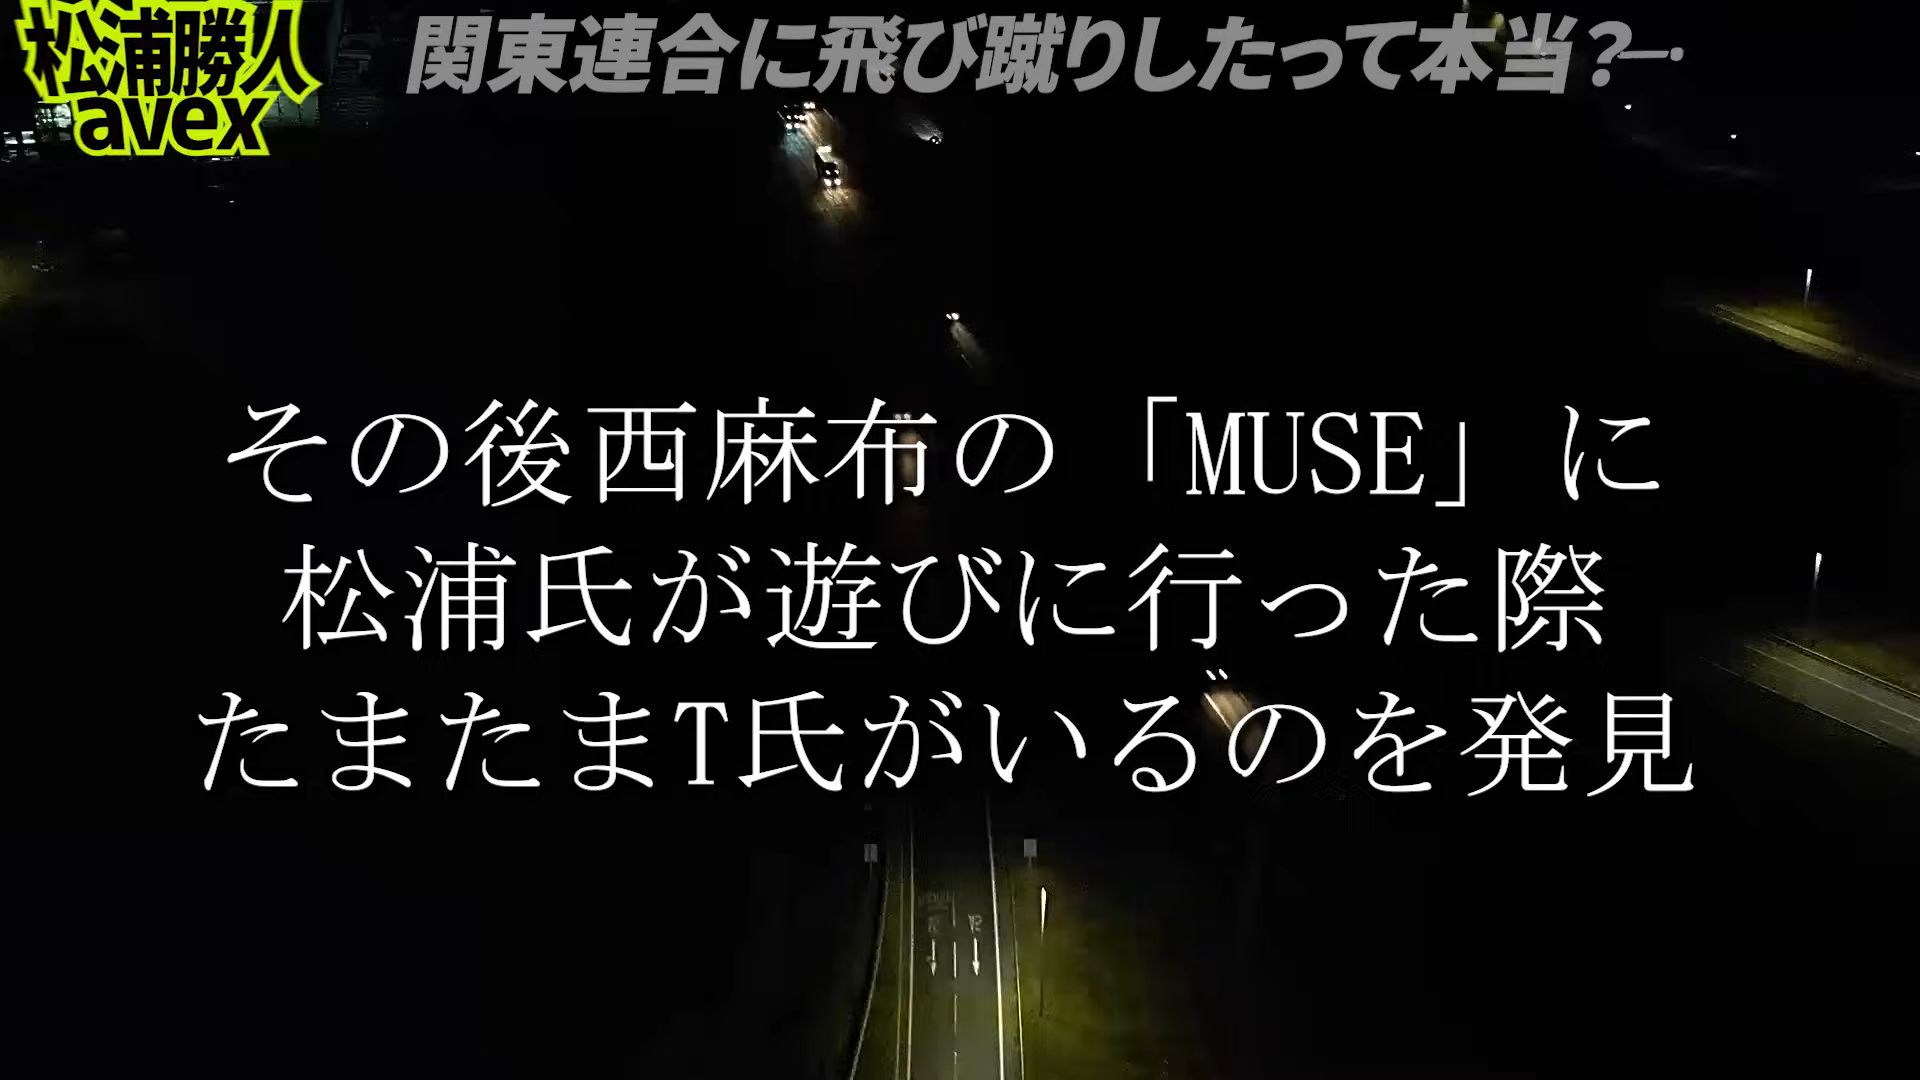 松浦勝人
avex
関東連合に飛び蹴りしたって本当？
その後西麻布の「MUSE」に
松浦氏が遊びに行った際
たまたまT氏がいるのを発見